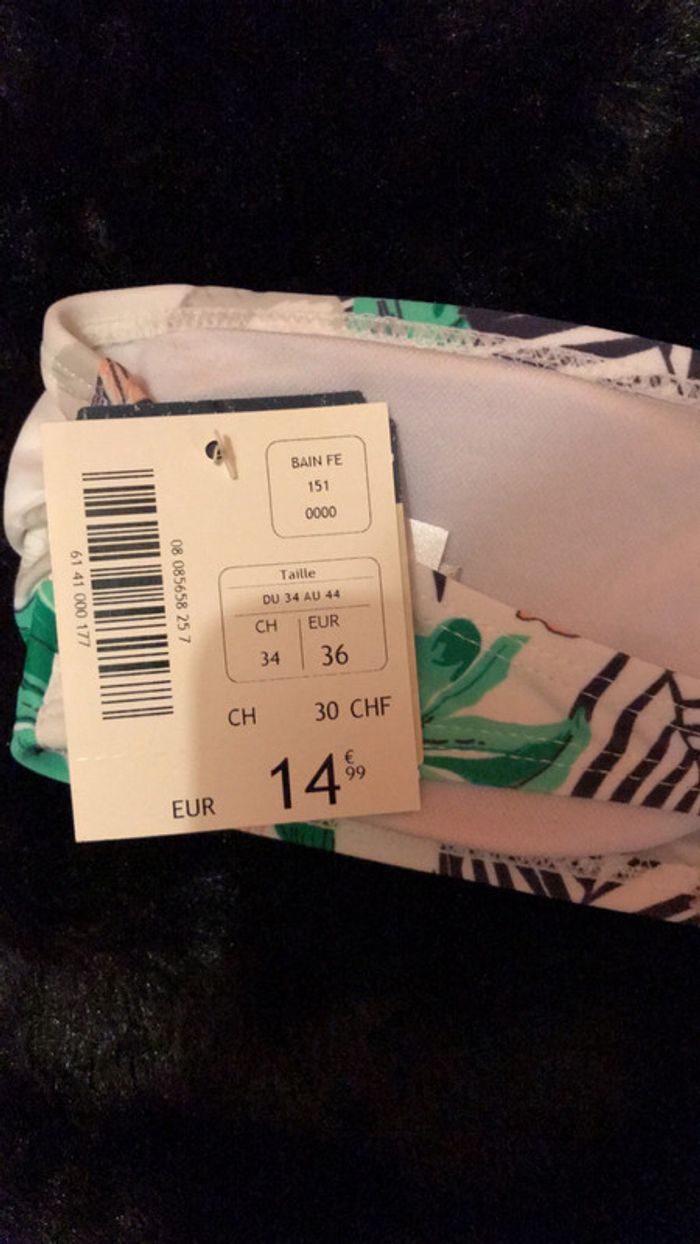 BAIN FE
151
0000
08 085658 25 7
61 41 000 177
Taille
DU 34 AU 44
CH EUR
34 36
CH 30 CHF
EUR 14€99